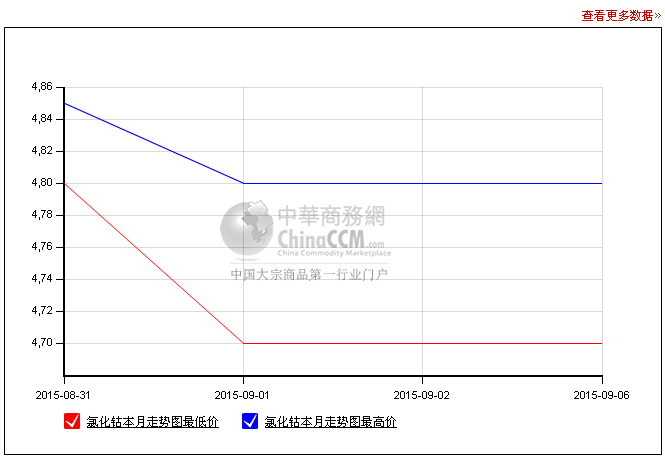 查看更多数据»
4,86
4,84
4,82
4,80
4,78
4,76
4,74
4,72
4,70
中華商務網
ChinaCCM.com
China Commodity Marketplace
中国大宗商品第一行业门户
2015-08-31 2015-09-01 2015-09-02 2015-09-06
氯化钴本月走势图最低价 氯化钴本月走势图最高价